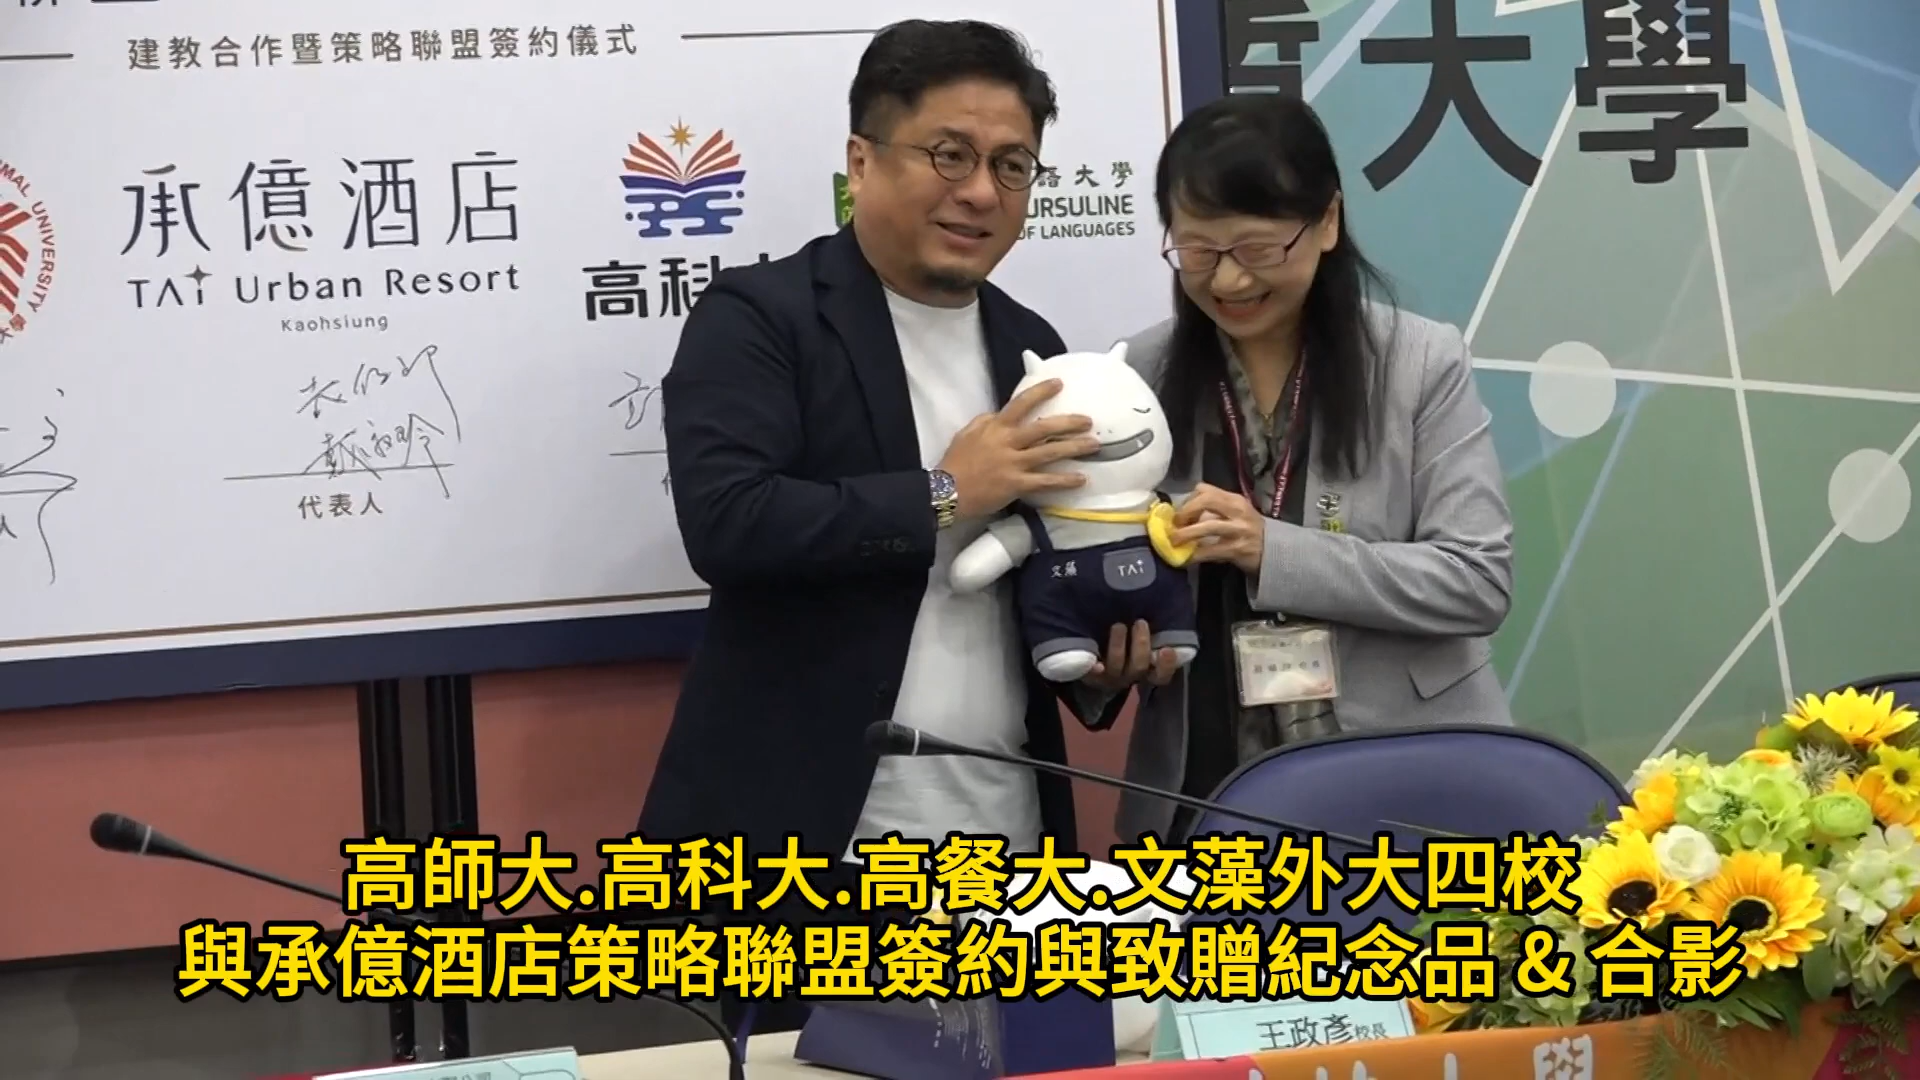 建教合作暨策略聯盟簽約儀式
大學
MAL UNIVERSITY
承億酒店
TAI Urban Resort
Kaohsiung
代表人
高科
語大學
URSULINE
OF LANGUAGES
文藻
TAI
高師大.高科大.高餐大.文藻外大四校
與承億酒店策略聯盟簽約與致贈紀念品 & 合影
王政彥校長